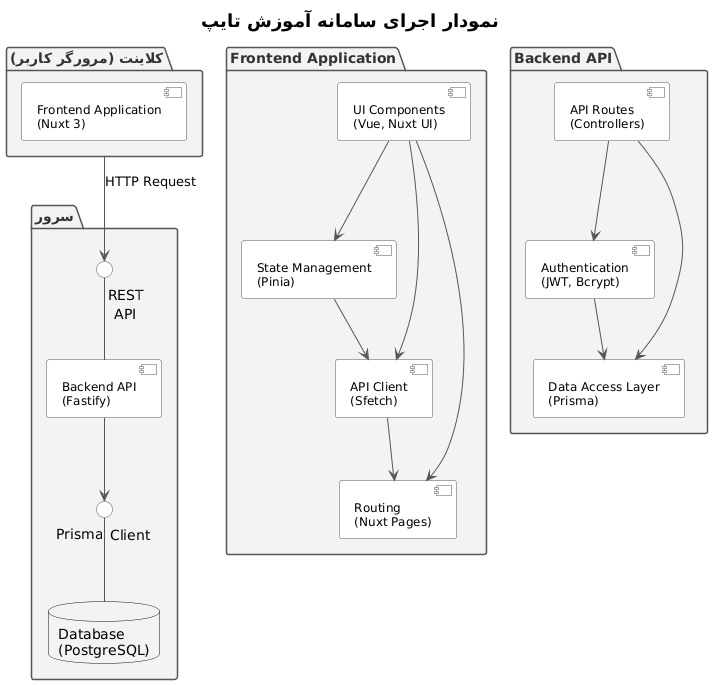 نمودار اجرای سامانه آموزش تایپ
کلاینت (مرورگر کاربر)
Frontend Application
(Nuxt 3)
HTTP Request
سرور
REST
API
Backend API
(Fastify)
Prisma Client
Database
(PostgreSQL)
Frontend Application
UI Components
(Vue, Nuxt UI)
State Management
(Pinia)
API Client
(Sfetch)
Routing
(Nuxt Pages)
Backend API
API Routes
(Controllers)
Authentication
(JWT, Bcrypt)
Data Access Layer
(Prisma)